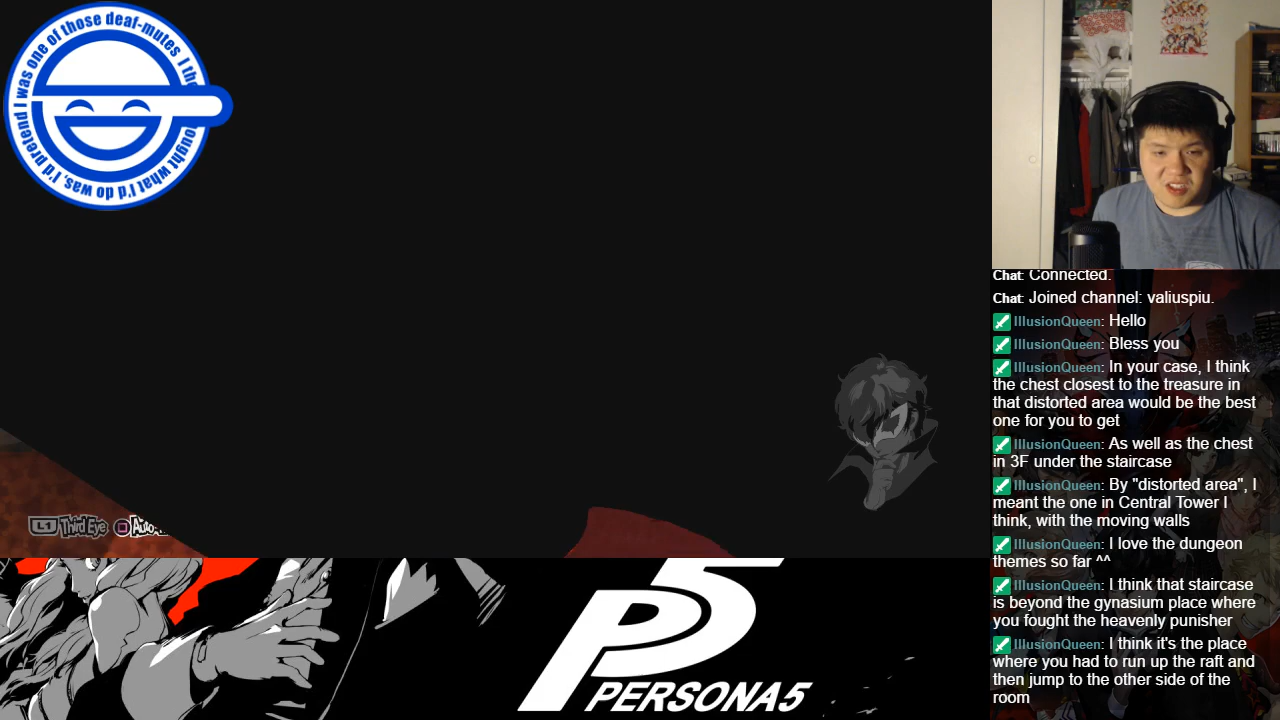 I thought what I'd do was, I'd pretend I was one of those deaf-mutes
L1 Third Eye
PERSONA5
Chat: Connected.
Chat: Joined channel: valiuspiu.
IllusionQueen: Hello
IllusionQueen: Bless you
IllusionQueen: In your case, I think
the chest closest to the treasure in
that distorted area would be the best
one for you to get
IllusionQueen: As well as the chest
in 3F under the staircase
IllusionQueen: By "distorted area", I
meant the one in Central Tower I
think, with the moving walls
IllusionQueen: I love the dungeon
themes so far ^^
IllusionQueen: I think that staircase
is beyond the gynasium place where
you fought the heavenly punisher
IllusionQueen: I think it's the place
where you had to run up the raft and
then jump to the other side of the
room